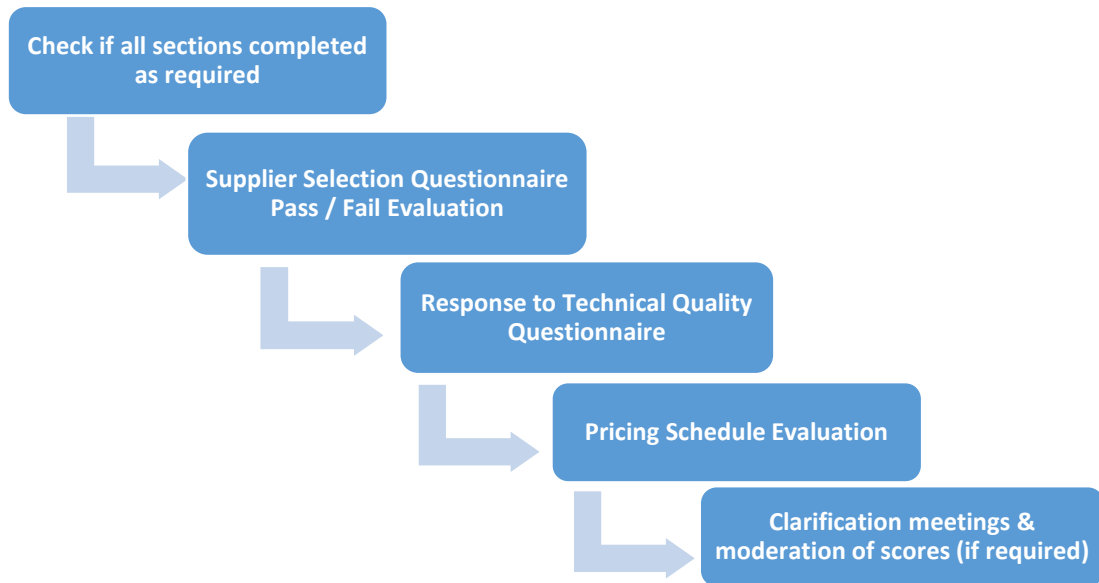 Check if all sections completed
as required
Supplier Selection Questionnaire
Pass / Fail Evaluation
Response to Technical Quality
Questionnaire
Pricing Schedule Evaluation
Clarification meetings &
moderation of scores (if required)